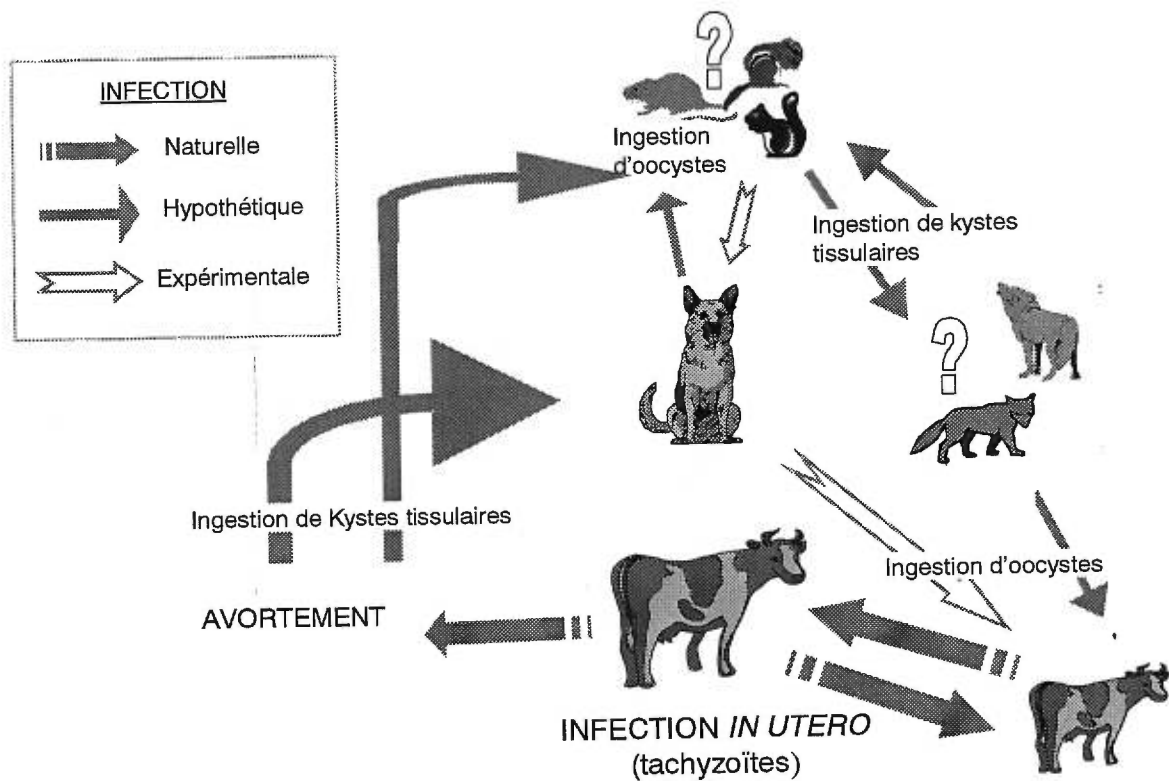 INFECTION
Naturelle
Hypothétique
Expérimentale
?
Ingestion
d'oocystes
Ingestion de kystes
tissulaires
?
Ingestion de Kystes tissulaires
Ingestion d'oocystes
AVORTEMENT
INFECTION IN UTERO
(tachyzoïtes)